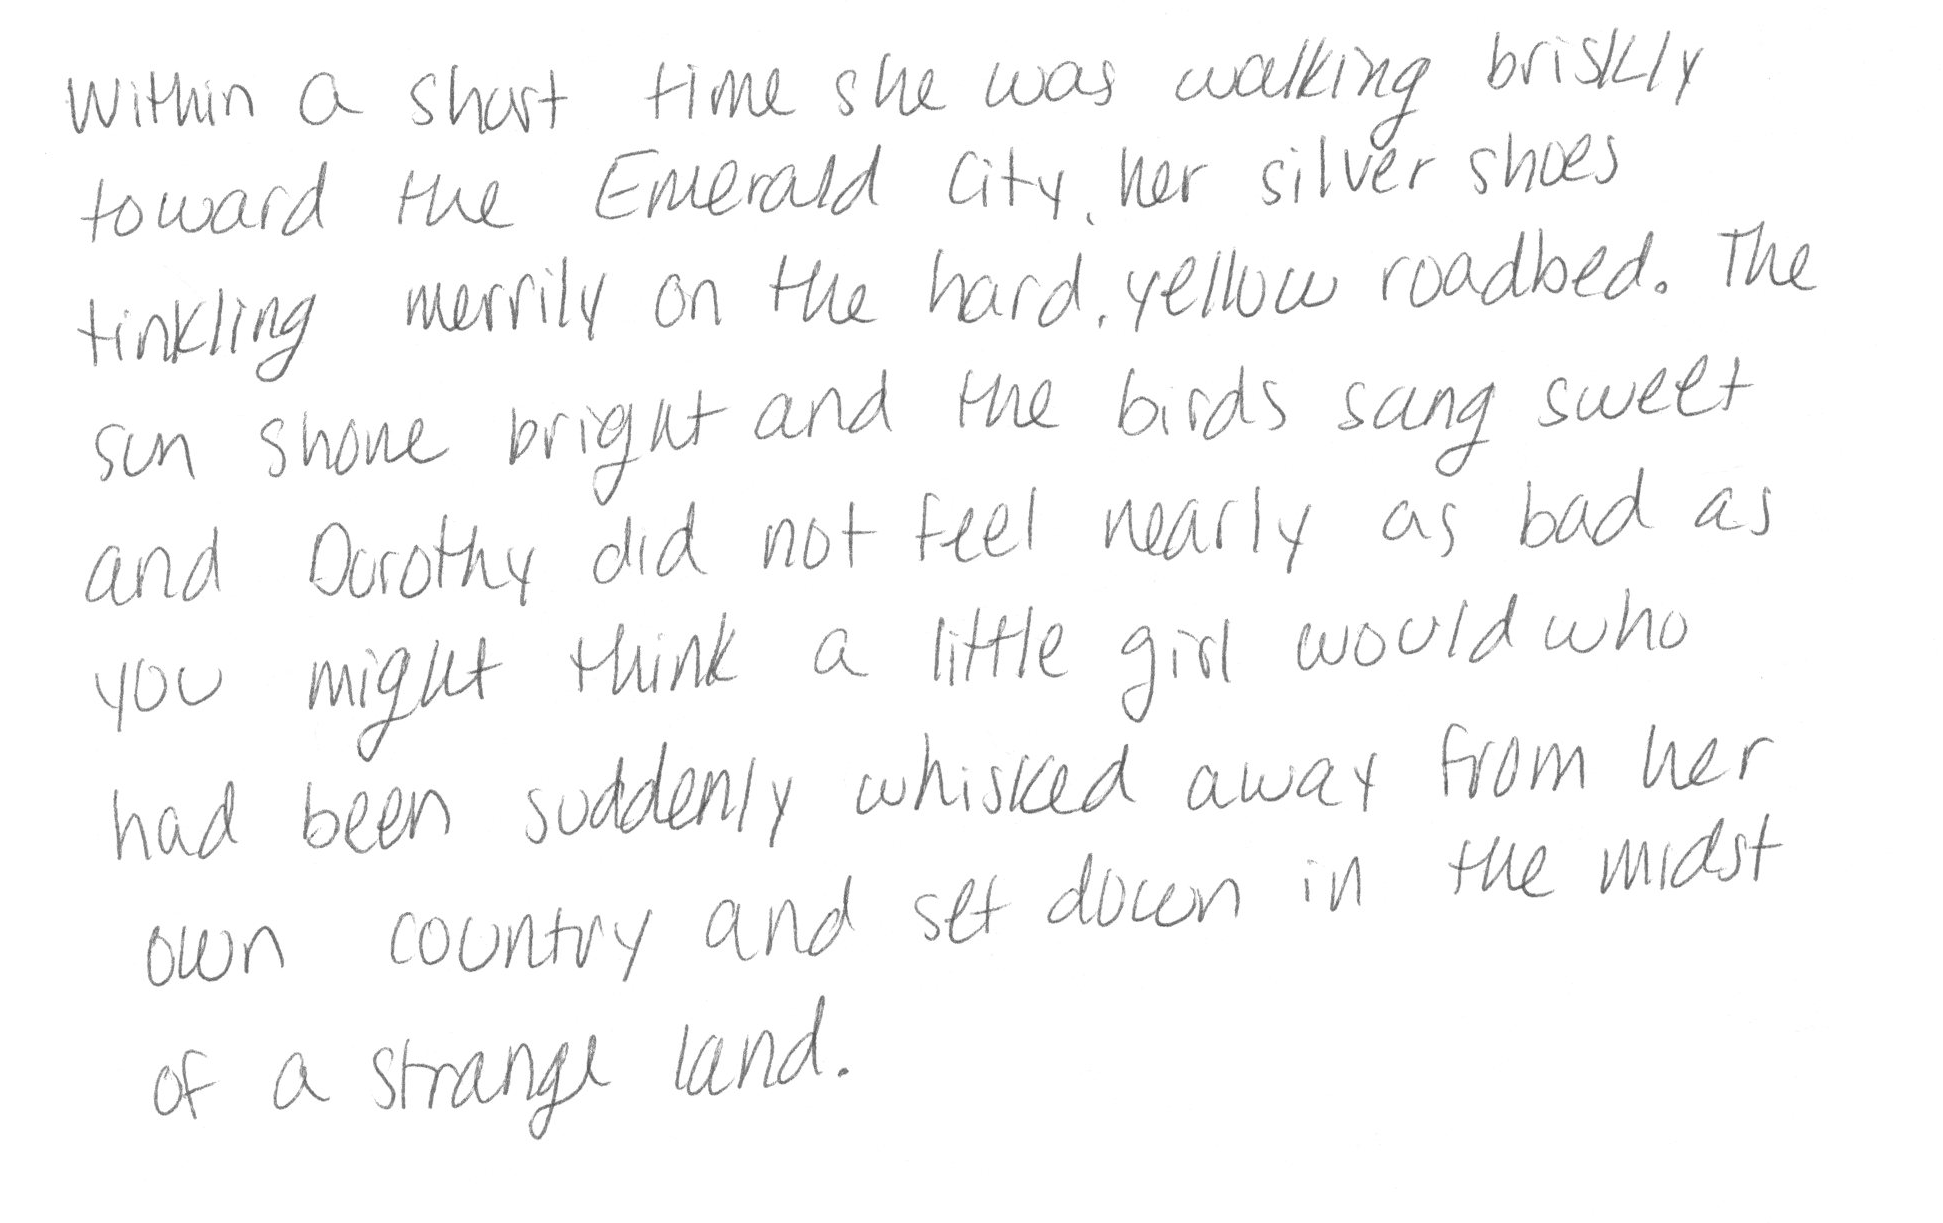 Within a short time she was walking briskly
toward the Emerald City, her silver shoes
tinkling merrily on the hard, yellow roadbed. The
sun shone bright and the birds sang sweet
and Dorothy did not feel nearly as bad as
you might think a little girl would who
had been suddenly whisked away from her
own country and set down in the midst
of a strange land.